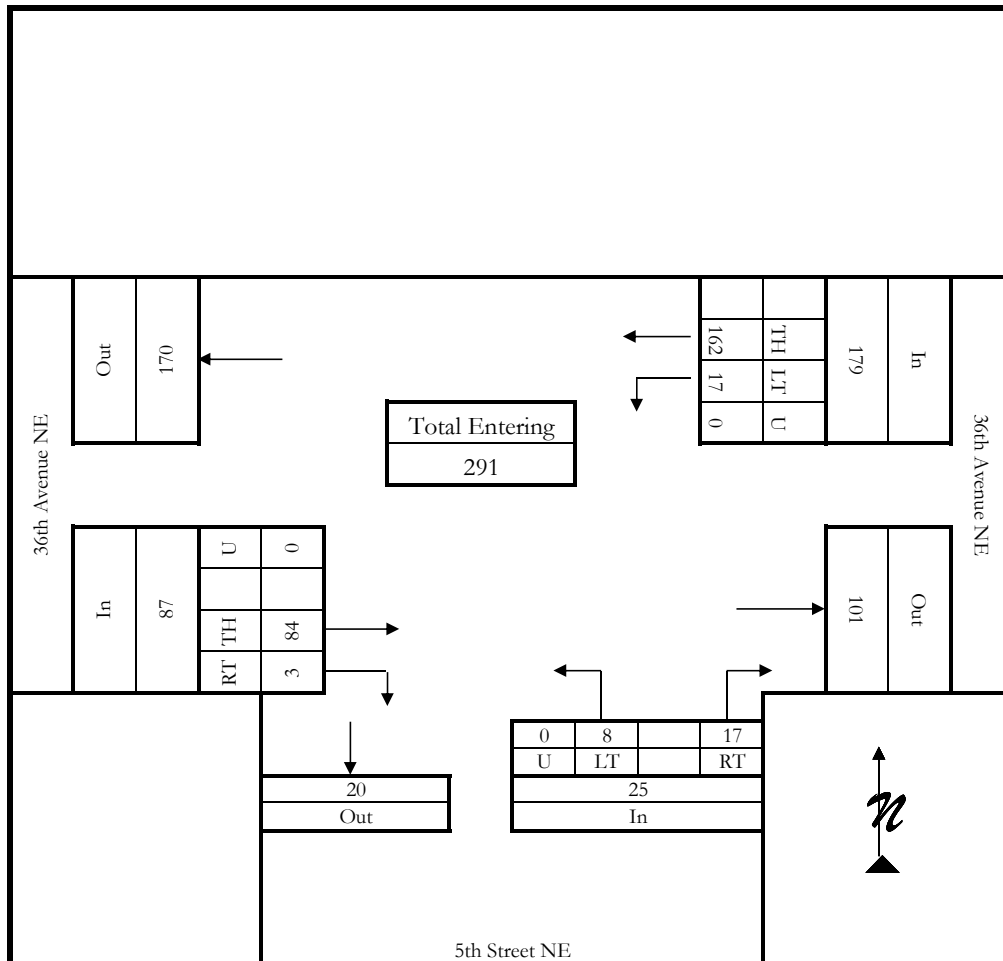 Out
170
162
TH
17
LT
0
U
179
In
36th Avenue NE
Total Entering
291
36th Avenue NE
In
87
U
0
TH
84
RT
3
101
Out
0 8 17
U LT RT
20
Out
25
In
n
5th Street NE